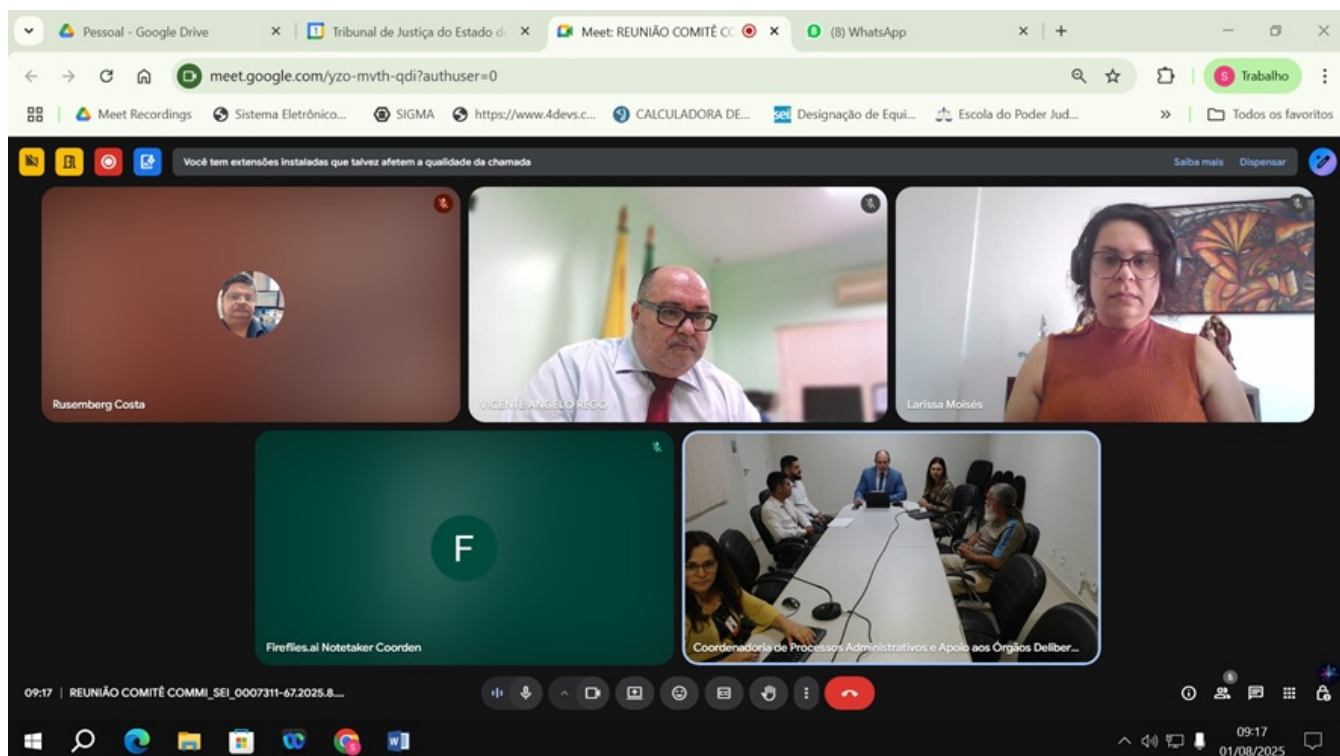 Pessoal - Google Drive
Tribunal de Justiça do Estado d
Meet: REUNIÃO COMITÊ CO
(8) WhatsApp
meet.google.com/yzo-mvth-qdi?authuser=0
S Trabalho
Meet Recordings
Sistema Eletrônico...
SIGMA
https://www.4devs.c...
CALCULADORA DE...
sei Designação de Equi...
Escola do Poder Jud...
»
Todos os favoritos
Você tem extensões instaladas que talvez afetem a qualidade da chamada
Saiba mais
Dispensar
Rusemberg Costa
VICENTE ANGELO REGO
Larissa Moisés
F
Fireflies.ai Notetaker Coorden
Coordenadoria de Processos Administrativos e Apoio aos Órgãos Deliber...
09:17 | REUNIÃO COMITÊ COMMI_SEI_0007311-67.2025.8....
09:17
01/08/2025